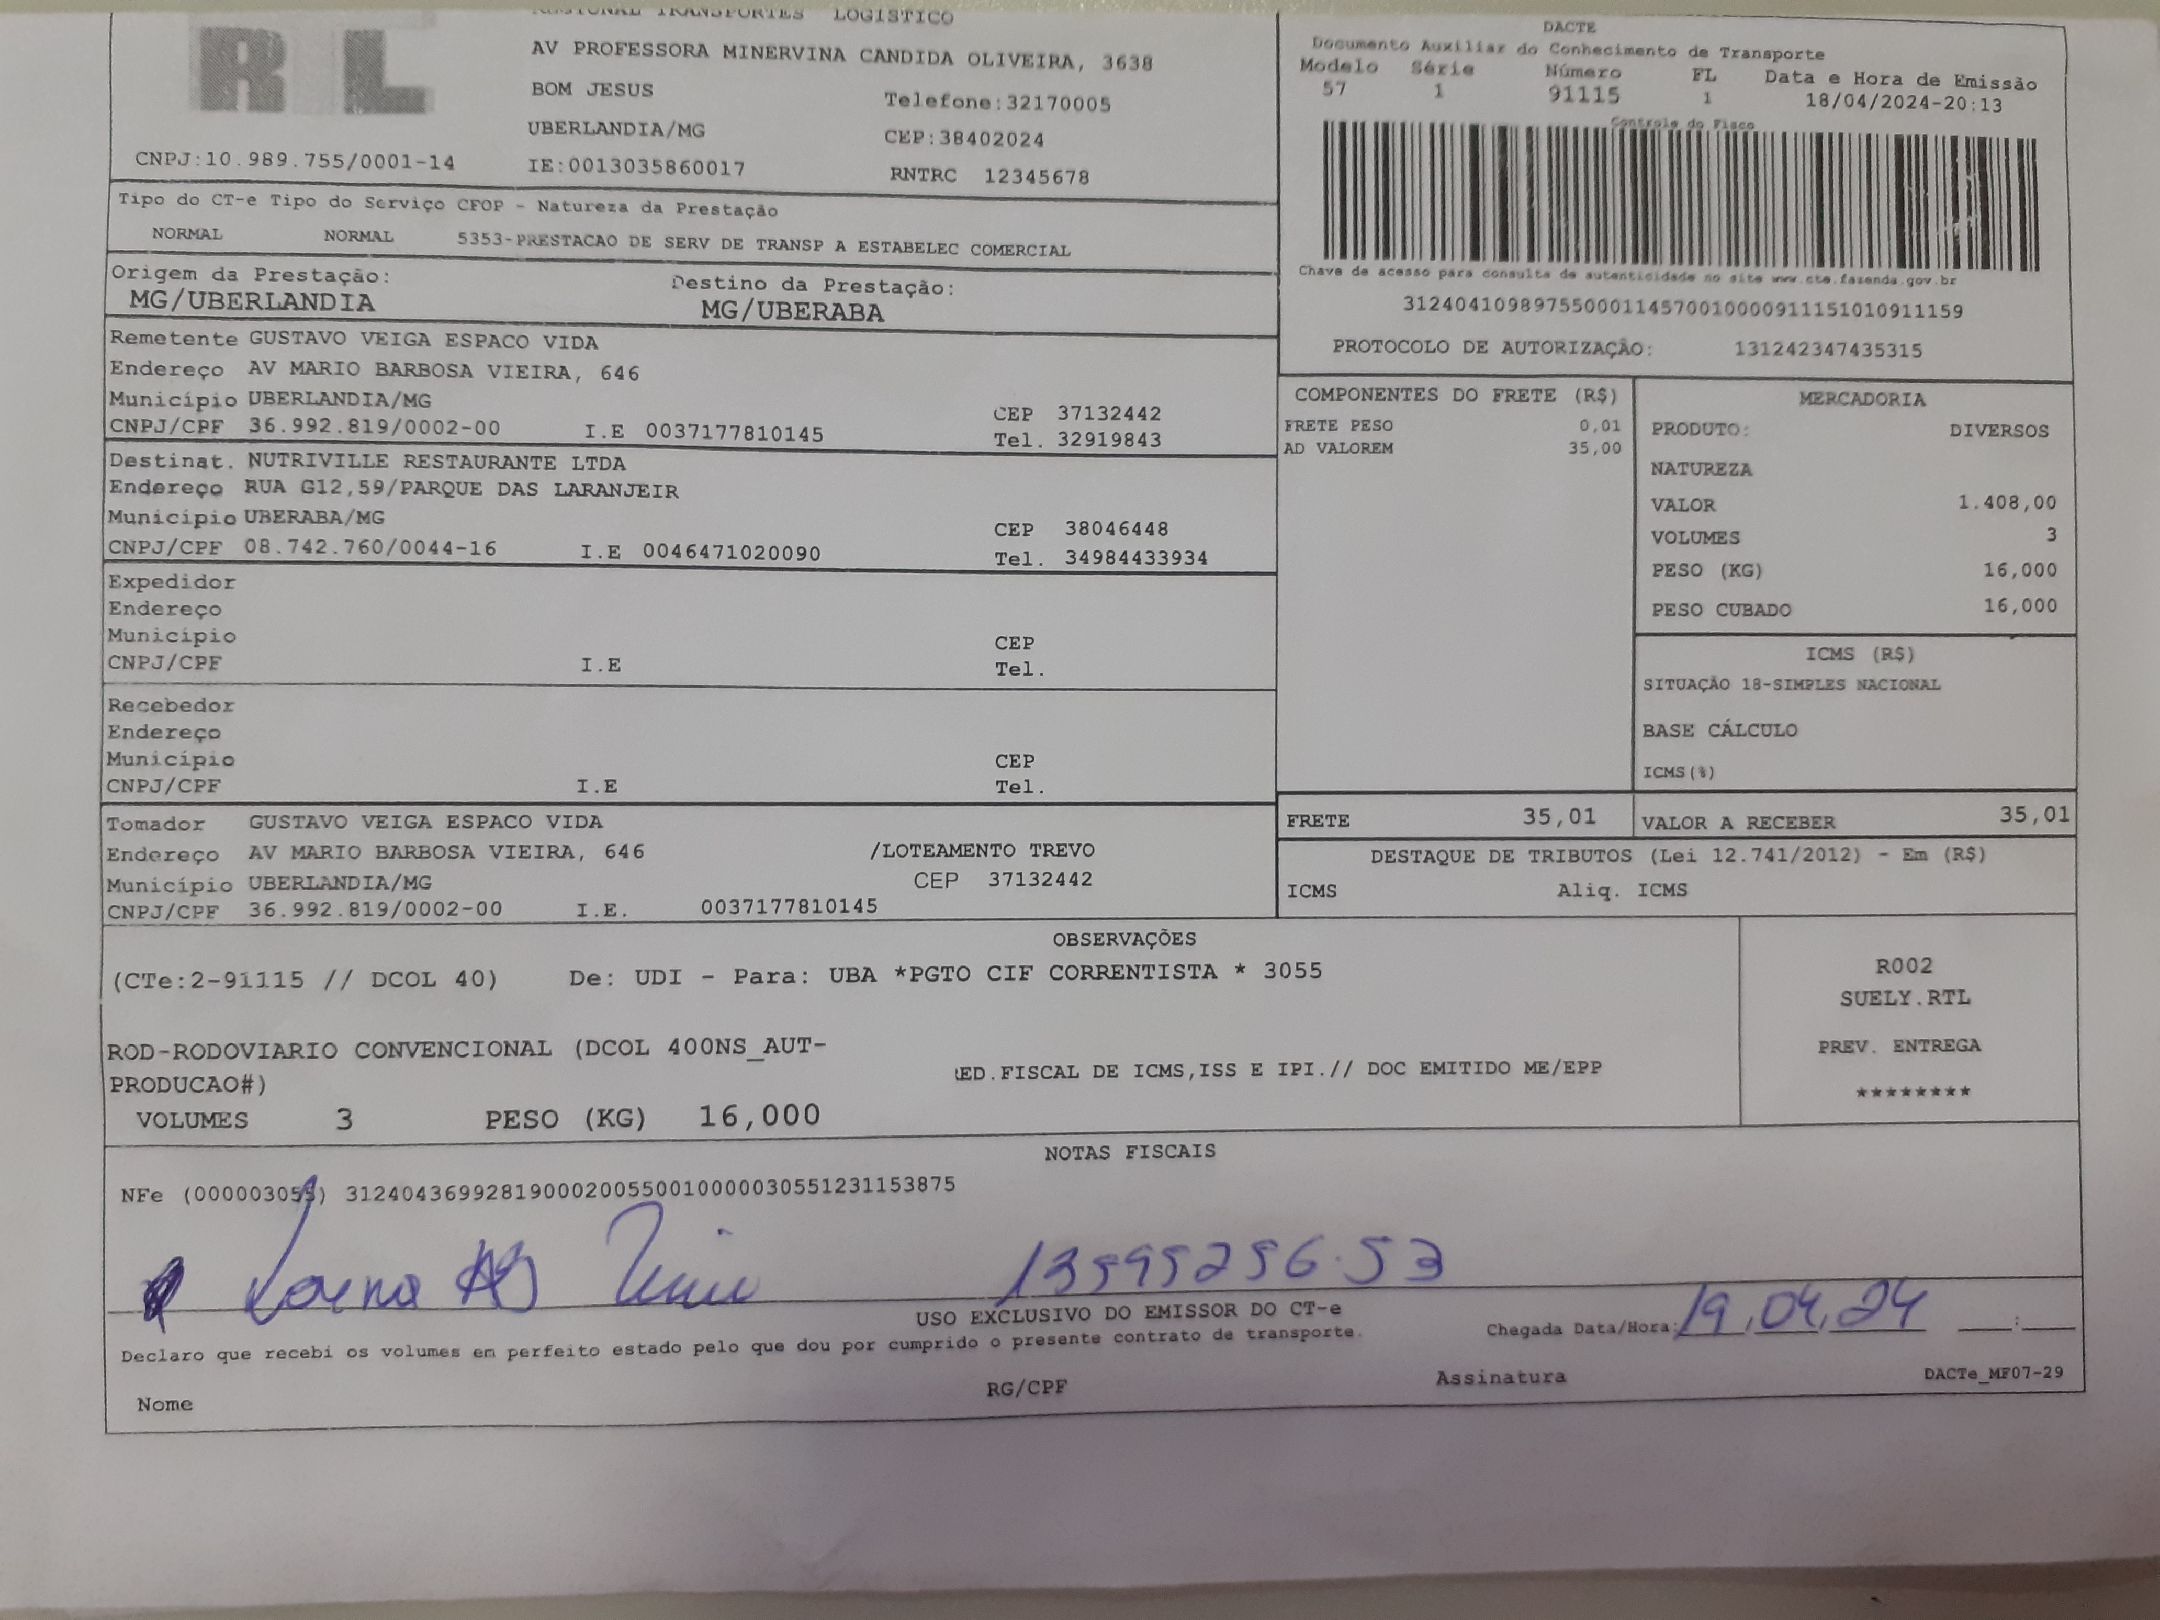 TRANSPORTES LOGISTICO
AV PROFESSORA MINERVINA CANDIDA OLIVEIRA, 3638
BOM JESUS
Telefone:32170005
UBERLANDIA/MG
CEP:38402024
CNPJ:10.989.755/0001-14
IE:0013035860017
RNTRC 12345678
DACTE
Documento Auxiliar do Conhecimento de Transporte
Modelo Série Número FL Data e Hora de Emissão
57 1 91115 1 18/04/2024-20:13
Controle do Fisco
Chave de acesso para consulta de autenticidade no site www.cte.fazenda.gov.br
31240410989755000114570010000911151010911159
PROTOCOLO DE AUTORIZAÇÃO: 131242347435315
Tipo do CT-e Tipo do Serviço CFOP - Natureza da Prestação
NORMAL NORMAL 5353-PRESTACAO DE SERV DE TRANSP A ESTABELEC COMERCIAL
Origem da Prestação: Destino da Prestação:
MG/UBERLANDIA MG/UBERABA
Remetente GUSTAVO VEIGA ESPACO VIDA
Endereço AV MARIO BARBOSA VIEIRA, 646
Município UBERLANDIA/MG CEP 37132442
CNPJ/CPF 36.992.819/0002-00 I.E 0037177810145 Tel. 32919843
Destinat. NUTRIVILLE RESTAURANTE LTDA
Endereço RUA G12,59/PARQUE DAS LARANJEIR
Município UBERABA/MG CEP 38046448
CNPJ/CPF 08.742.760/0044-16 I.E 0046471020090 Tel. 34984433934
Expedidor
Endereço
Município CEP
CNPJ/CPF I.E Tel.
Recebedor
Endereço
Município CEP
CNPJ/CPF I.E Tel.
Tomador GUSTAVO VEIGA ESPACO VIDA
Endereço AV MARIO BARBOSA VIEIRA, 646 /LOTEAMENTO TREVO
Município UBERLANDIA/MG CEP 37132442
CNPJ/CPF 36.992.819/0002-00 I.E. 0037177810145
COMPONENTES DO FRETE (R$)
FRETE PESO 0,01
AD VALOREM 35,00
MERCADORIA
PRODUTO: DIVERSOS
NATUREZA
VALOR 1.408,00
VOLUMES 3
PESO (KG) 16,000
PESO CUBADO 16,000
ICMS (R$)
SITUAÇÃO 18-SIMPLES NACIONAL
BASE CÁLCULO
ICMS(%)
FRETE 35,01 VALOR A RECEBER 35,01
DESTAQUE DE TRIBUTOS (Lei 12.741/2012) - Em (R$)
ICMS Aliq. ICMS
OBSERVAÇÕES
(CTe:2-91115 // DCOL 40) De: UDI - Para: UBA *PGTO CIF CORRENTISTA * 3055
ROD-RODOVIARIO CONVENCIONAL (DCOL 400NS_AUT-
PRODUCAO#)
ED.FISCAL DE ICMS,ISS E IPI.// DOC EMITIDO ME/EPP
VOLUMES 3 PESO (KG) 16,000
R002
SUELY.RTL
PREV. ENTREGA
********
NOTAS FISCAIS
NFe (000003055) 31240436992819000200550010000030551231153875
USO EXCLUSIVO DO EMISSOR DO CT-e
Declaro que recebi os volumes em perfeito estado pelo que dou por cumprido o presente contrato de transporte.
Chegada Data/Hora: 19,04,24 :
Nome RG/CPF Assinatura DACTe_MF07-29